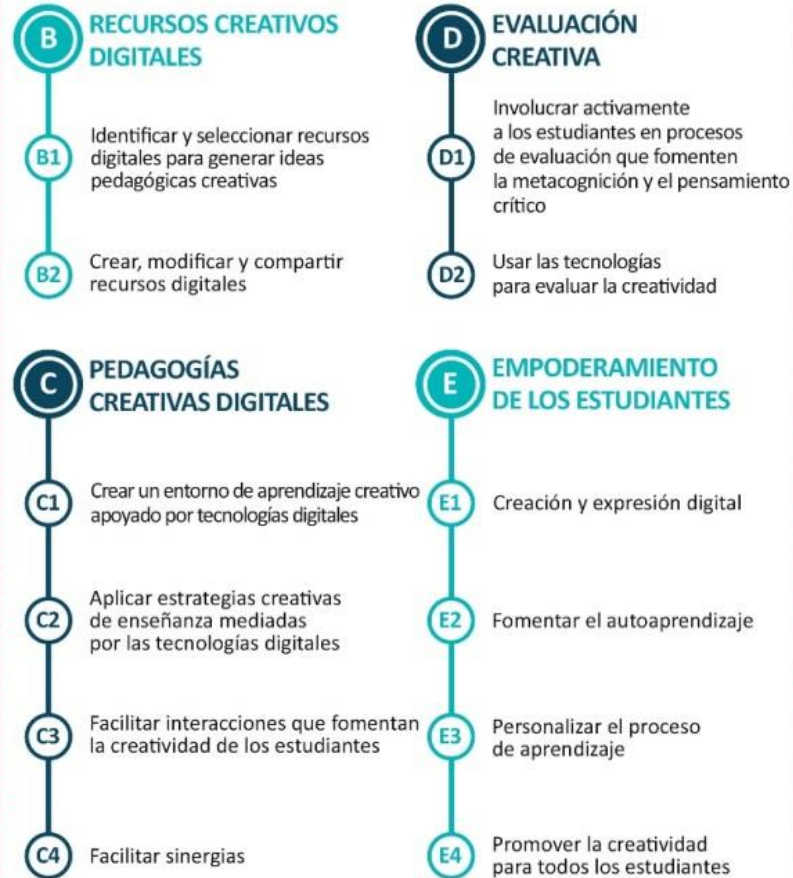 B
RECURSOS CREATIVOS
DIGITALES
B1
Identificar y seleccionar recursos
digitales para generar ideas
pedagógicas creativas
B2
Crear, modificar y compartir
recursos digitales
C
PEDAGOGÍAS
CREATIVAS DIGITALES
C1
Crear un entorno de aprendizaje creativo
apoyado por tecnologías digitales
C2
Aplicar estrategias creativas
de enseñanza mediadas
por las tecnologías digitales
C3
Facilitar interacciones que fomentan
la creatividad de los estudiantes
C4
Facilitar sinergias
D
EVALUACIÓN
CREATIVA
D1
Involucrar activamente
a los estudiantes en procesos
de evaluación que fomenten
la metacognición y el pensamiento
crítico
D2
Usar las tecnologías
para evaluar la creatividad
E
EMPODERAMIENTO
DE LOS ESTUDIANTES
E1
Creación y expresión digital
E2
Fomentar el autoaprendizaje
E3
Personalizar el proceso
de aprendizaje
E4
Promover la creatividad
para todos los estudiantes